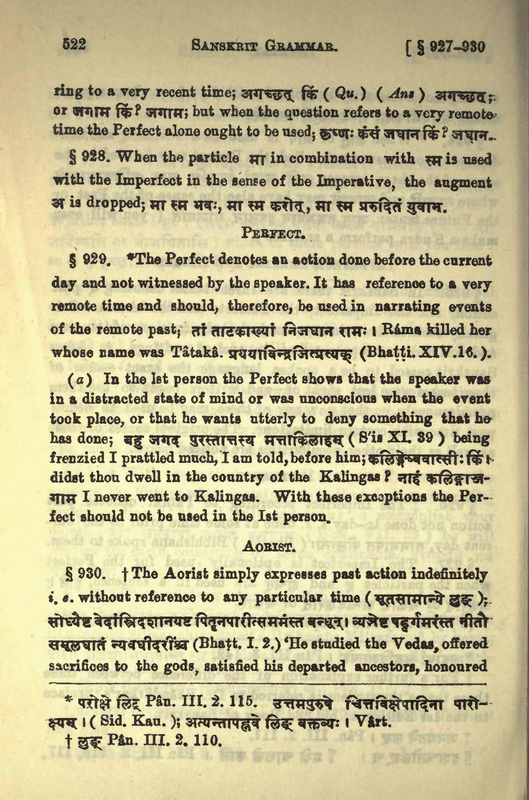 522 SANSKRIT GRAMMAR. [ § 927–930
ring to a very recent time; अगच्छत् किं ( Qu. ) ( Ans ) अगच्छत्;
or जगाम किं? जगाम; but when the question refers to a very remote
time the Perfect alone ought to be used; कृष्णः कंसं जघान किं? जघान.
§ 928. When the particle मा in combination with स्म is used
with the Imperfect in the sense of the Imperative, the augment
अ is dropped; मा स्म भवः, मा स्म करोत्, मा स्म प्ररुदितं युवाम्.
PERFECT.
§ 929. *The Perfect denotes an action done before the current
day and not witnessed by the speaker. It has reference to a very
remote time and should, therefore, be used in narrating events
of the remote past; तां ताटकाख्यां निजघान रामः । Ráma killed her
whose name was Tâtakâ. प्रययाविन्द्रजित्प्रत्यक् (Bhaṭṭi. XIV.16.).
(a) In the 1st person the Perfect shows that the speaker was
in a distracted state of mind or was unconscious when the event
took place, or that he wants utterly to deny something that he
has done; बहु जगद पुरस्तात्तस्य मत्ताकिलाहम् (S'is XI. 39 ) being
frenzied I prattled much, I am told, before him; कलिङ्गेष्ववात्सीः किं।
didst thou dwell in the country of the Kalingas? नाहं कलिङ्गाञ्ज-
गाम I never went to Kalingas. With these exceptions the Per-
fect should not be used in the Ist person.
AORIST.
§ 930. † The Aorist simply expresses past action indefinitely
i. e. without reference to any particular time ( भूतसामान्ये लुङ् );
सोध्यैष्ट वेदांस्त्रिदशानयष्ट पितॄनपारीत्सममंस्त बन्धून्। व्यजेष्ट षड्वर्गमरंस्त नीतौ
समूलघातं न्यवधीदरींश्च (Bhaṭṭ. I. 2.) 'He studied the Vedas, offered
sacrifices to the gods, satisfied his departed ancestors, honoured
* परोक्षे लिट् Pân. III. 2. 115. उत्तमपुरुषे चित्तविक्षेपादिना पारो-
क्ष्यम् । ( Sid. Kau. ); अत्यन्तापह्नवे लिङ् वक्तव्यः । Vârt.
† लुङ् Pân. III. 2. 110.